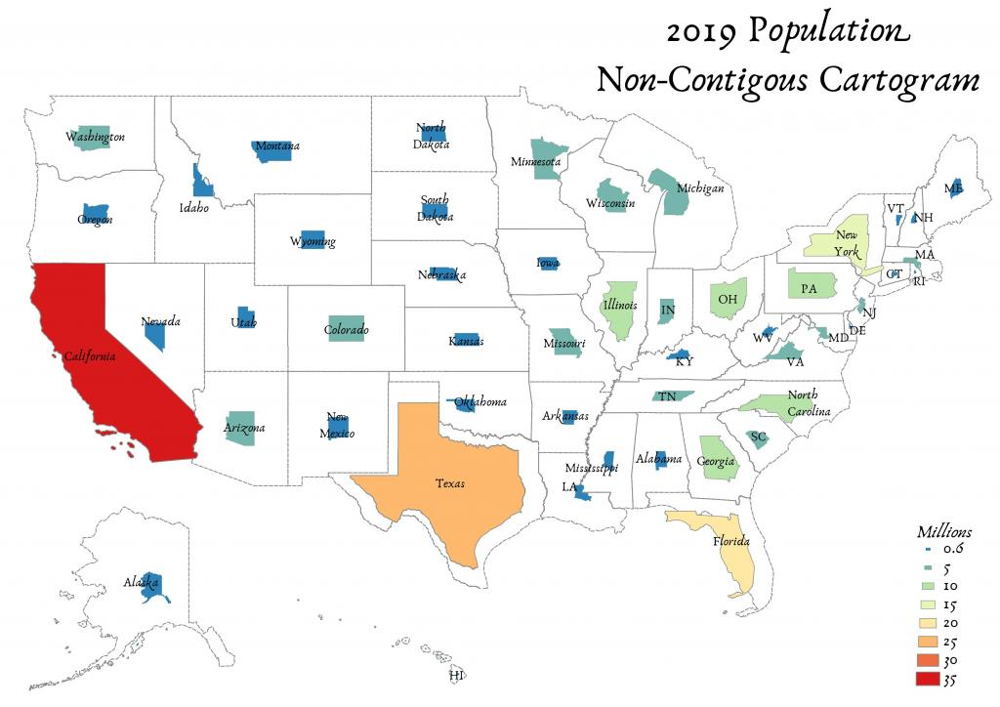 2019 Population
Non-Contigous Cartogram
Washington
Montana
North
Dakota
Minnesota
Idaho
Oregon
South
Dakota
Wisconsin
Michigan
ME
VT
NH
New
York
MA
CT
RI
Wyoming
Nebraska
Iowa
Illinois
IN
OH
PA
NJ
DE
MD
WV
VA
Nevada
Utah
Colorado
Kansas
Missouri
KY
California
Arizona
New
Mexico
Oklahoma
Arkansas
TN
North
Carolina
SC
Texas
Mississippi
LA
Alabama
Georgia
Florida
Alaska
HI
Millions
0.6
5
10
15
20
25
30
35